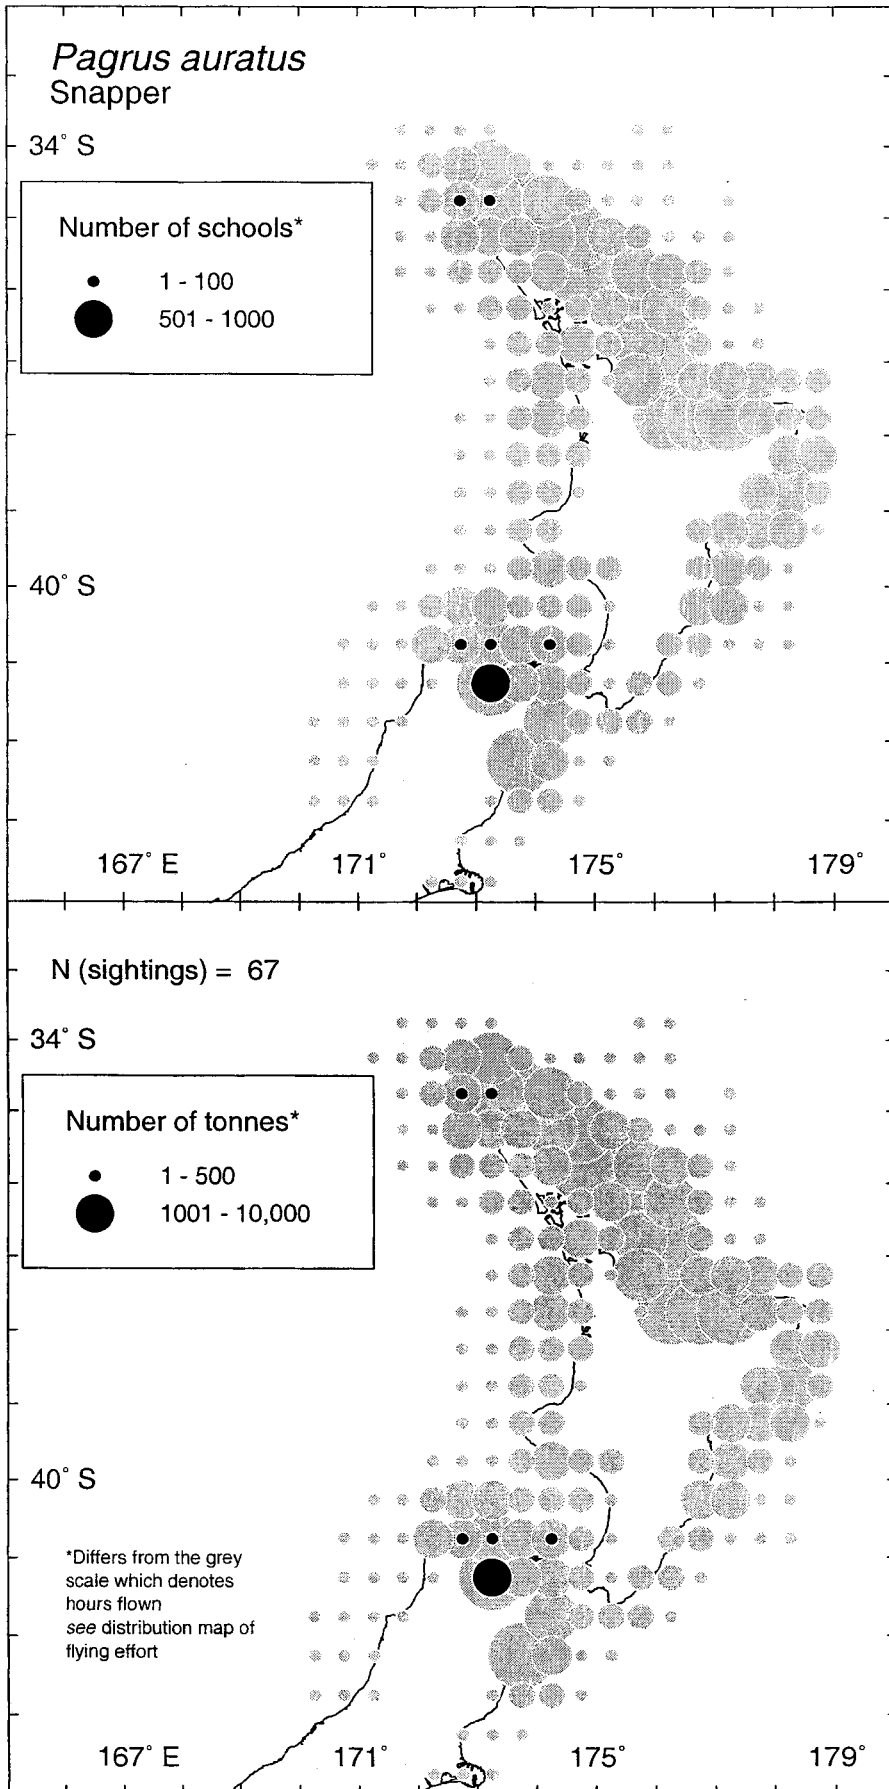 Pagrus auratus
Snapper
34° S
Number of schools*
1 - 100
501 - 1000
40° S
167° E 171° 175° 179°
N (sightings) = 67
34° S
Number of tonnes*
1 - 500
1001 - 10,000
40° S
*Differs from the grey
scale which denotes
hours flown
see distribution map of
flying effort
167° E 171° 175° 179°